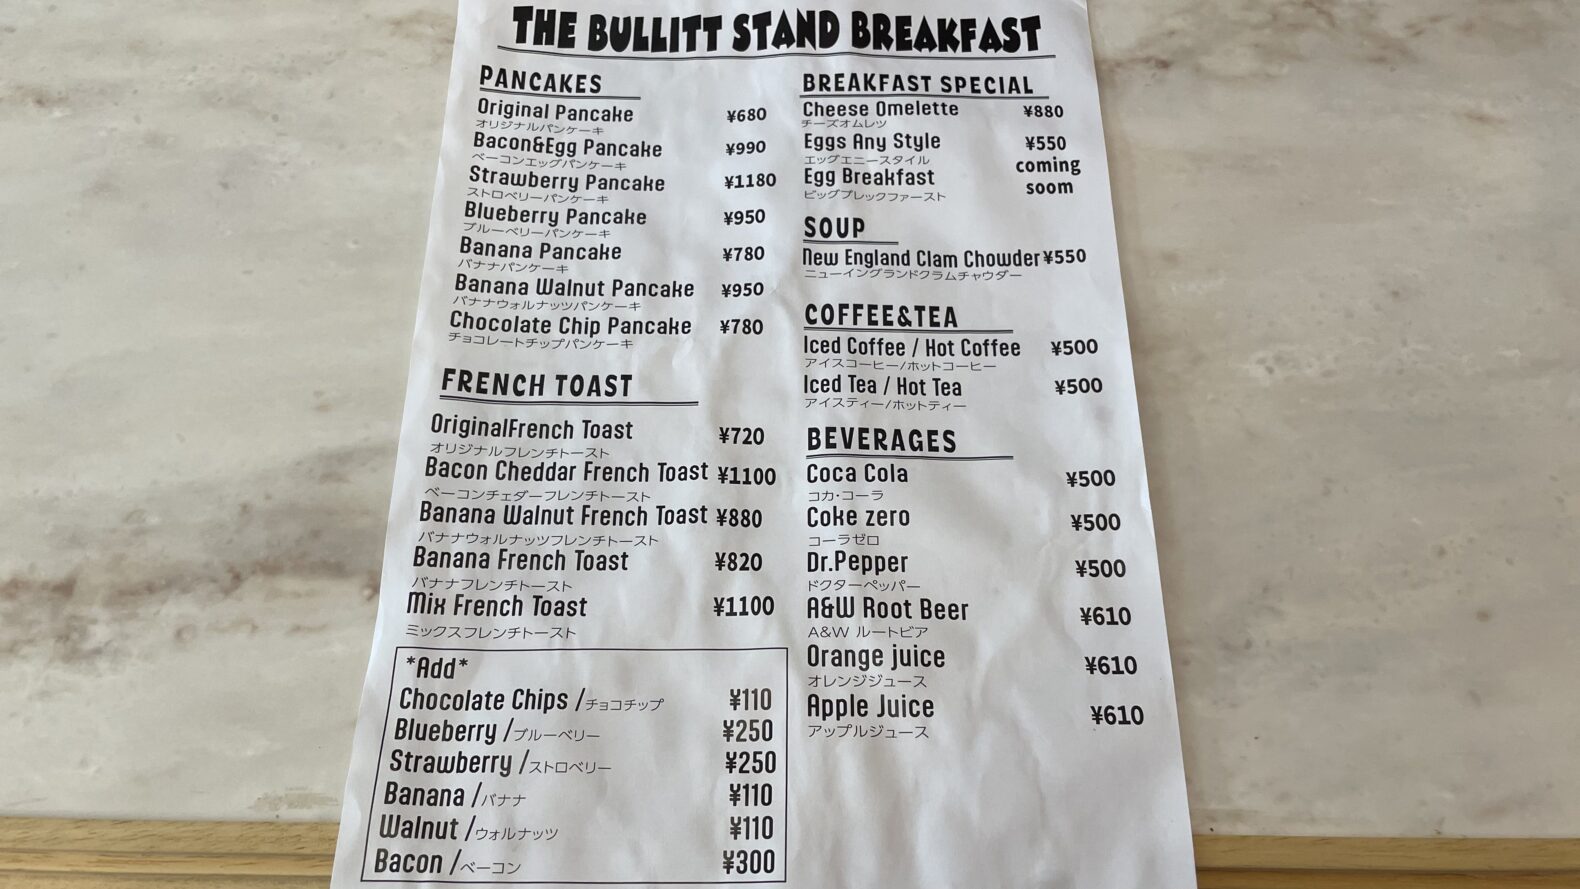 THE BULLITT STAND BREAKFAST
PANCAKES
Original Pancake ¥680
オリジナルパンケーキ
Bacon&Egg Pancake ¥990
ベーコンエッグパンケーキ
Strawberry Pancake ¥1180
ストロベリーパンケーキ
Blueberry Pancake ¥950
ブルーベリーパンケーキ
Banana Pancake ¥780
バナナパンケーキ
Banana Walnut Pancake ¥950
バナナウォルナッツパンケーキ
Chocolate Chip Pancake ¥780
チョコレートチップパンケーキ
FRENCH TOAST
OriginalFrench Toast ¥720
オリジナルフレンチトースト
Bacon Cheddar French Toast ¥1100
ベーコンチェダーフレンチトースト
Banana Walnut French Toast ¥880
バナナウォルナッツフレンチトースト
Banana French Toast ¥820
バナナフレンチトースト
Mix French Toast ¥1100
ミックスフレンチトースト
*Add*
Chocolate Chips /チョコチップ ¥110
Blueberry /ブルーベリー ¥250
Strawberry /ストロベリー ¥250
Banana /バナナ ¥110
Walnut /ウォルナッツ ¥110
Bacon /ベーコン ¥300
BREAKFAST SPECIAL
Cheese Omelette ¥880
チーズオムレツ
Eggs Any Style ¥550
エッグエニースタイル
Egg Breakfast coming soom
ビッグブレックファースト
SOUP
New England Clam Chowder ¥550
ニューイングランドクラムチャウダー
COFFEE&TEA
Iced Coffee / Hot Coffee ¥500
アイスコーヒー/ホットコーヒー
Iced Tea / Hot Tea ¥500
アイスティー/ホットティー
BEVERAGES
Coca Cola ¥500
コカ・コーラ
Coke zero ¥500
コーラゼロ
Dr.Pepper ¥500
ドクターペッパー
A&W Root Beer ¥610
A&W ルートビア
Orange juice ¥610
オレンジジュース
Apple Juice ¥610
アップルジュース